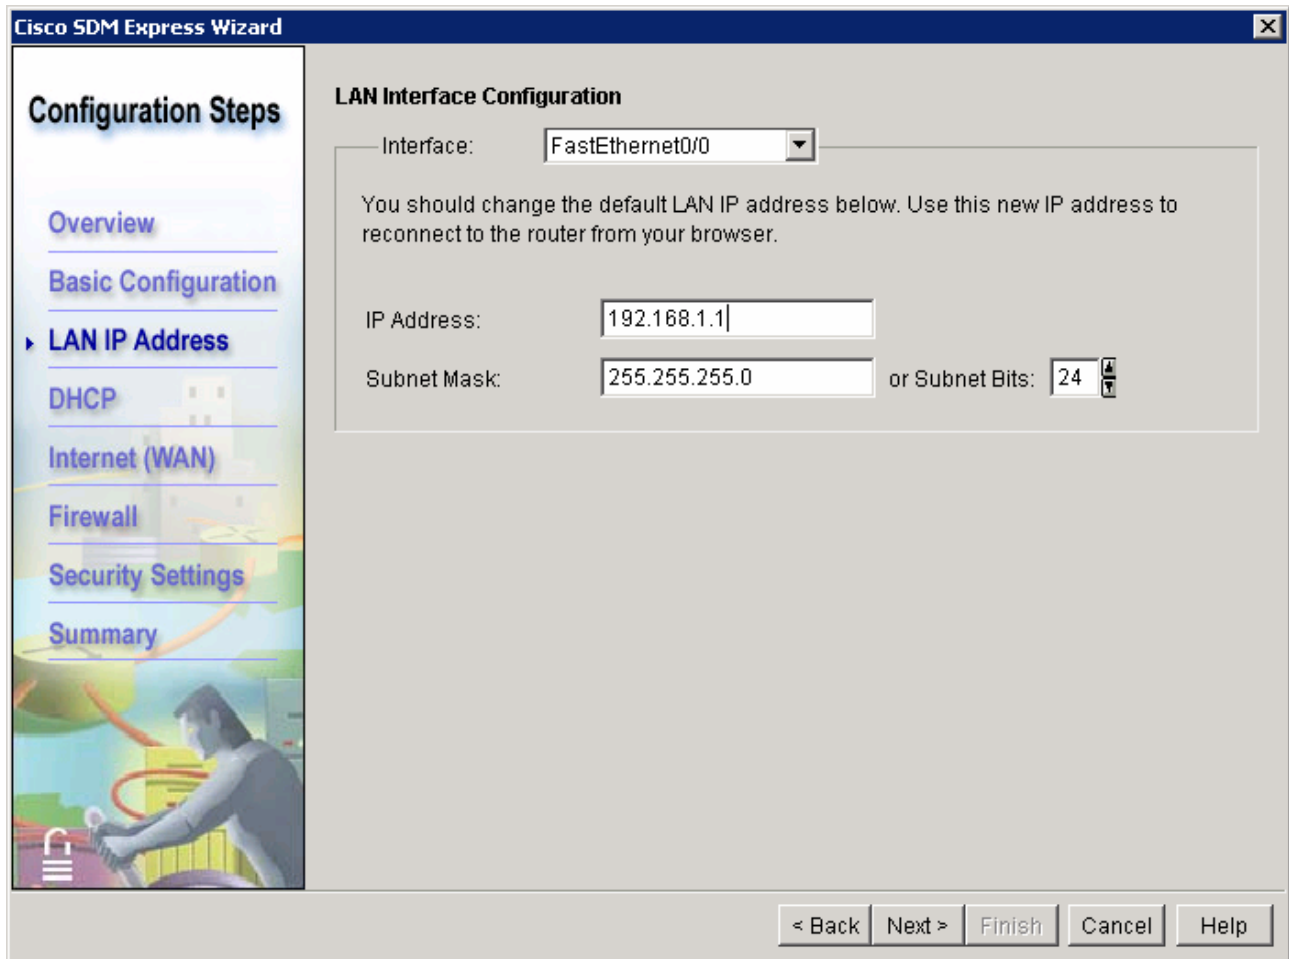 Cisco SDM Express Wizard
Configuration Steps
Overview
Basic Configuration
LAN IP Address
DHCP
Internet (WAN)
Firewall
Security Settings
Summary
LAN Interface Configuration
Interface: FastEthernet0/0
You should change the default LAN IP address below. Use this new IP address to
reconnect to the router from your browser.
IP Address: 192.168.1.1
Subnet Mask: 255.255.255.0 or Subnet Bits: 24
< Back Next > Finish Cancel Help